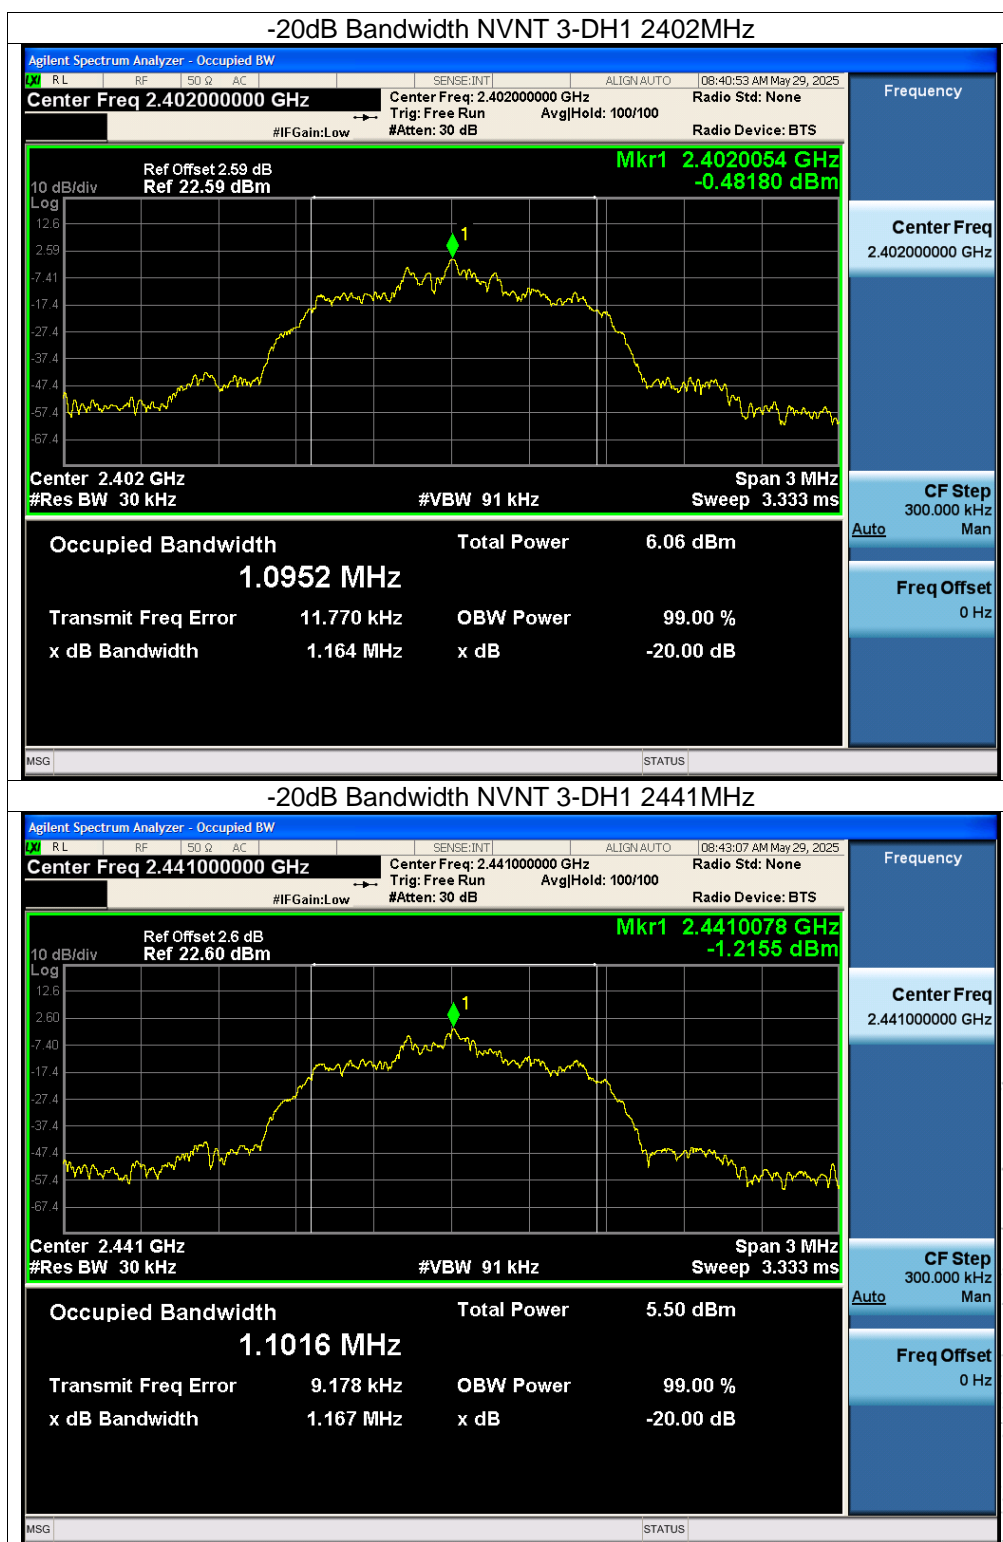 -20dB Bandwidth NVNT 3-DH1 2402MHz
Agilent Spectrum Analyzer - Occupied BW
LXI RL RF 50 Ω AC SENSE:INT ALIGN AUTO 08:40:53 AM May 29, 2025
Center Freq 2.402000000 GHz Center Freq: 2.402000000 GHz Radio Std: None
Trig: Free Run Avg|Hold: 100/100
#IFGain:Low #Atten: 30 dB Radio Device: BTS
Frequency
Mkr1 2.4020054 GHz
-0.48180 dBm
Ref Offset 2.59 dB
10 dB/div Ref 22.59 dBm
Log
12.6
2.59
-7.41
-17.4
-27.4
-37.4
-47.4
-57.4
-67.4
1
Center 2.402 GHz Span 3 MHz
#Res BW 30 kHz #VBW 91 kHz Sweep 3.333 ms
Center Freq
2.402000000 GHz
CF Step
300.000 kHz
Auto Man
Freq Offset
0 Hz
Occupied Bandwidth Total Power 6.06 dBm
1.0952 MHz
Transmit Freq Error 11.770 kHz OBW Power 99.00 %
x dB Bandwidth 1.164 MHz x dB -20.00 dB
MSG STATUS
-20dB Bandwidth NVNT 3-DH1 2441MHz
Agilent Spectrum Analyzer - Occupied BW
LXI RL RF 50 Ω AC SENSE:INT ALIGN AUTO 08:43:07 AM May 29, 2025
Center Freq 2.441000000 GHz Center Freq: 2.441000000 GHz Radio Std: None
Trig: Free Run Avg|Hold: 100/100
#IFGain:Low #Atten: 30 dB Radio Device: BTS
Frequency
Mkr1 2.4410078 GHz
-1.2155 dBm
Ref Offset 2.6 dB
10 dB/div Ref 22.60 dBm
Log
12.6
2.60
-7.40
-17.4
-27.4
-37.4
-47.4
-57.4
-67.4
1
Center 2.441 GHz Span 3 MHz
#Res BW 30 kHz #VBW 91 kHz Sweep 3.333 ms
Center Freq
2.441000000 GHz
CF Step
300.000 kHz
Auto Man
Freq Offset
0 Hz
Occupied Bandwidth Total Power 5.50 dBm
1.1016 MHz
Transmit Freq Error 9.178 kHz OBW Power 99.00 %
x dB Bandwidth 1.167 MHz x dB -20.00 dB
MSG STATUS